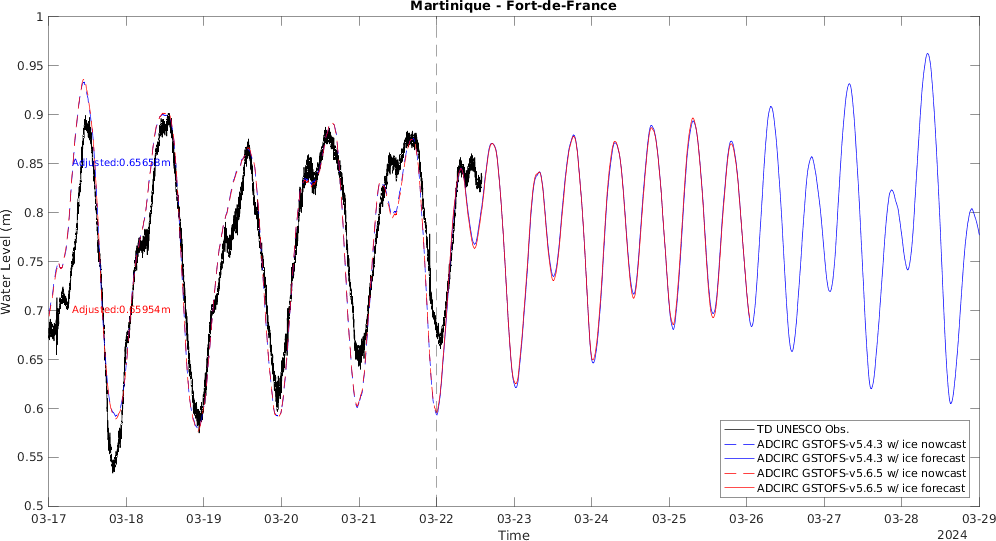 Martinique - Fort-de-France
1
0.95
0.9
0.85
0.8
0.75
0.7
0.65
0.6
0.55
0.5
Water Level (m)
Adjusted:0.65658m
Adjusted:0.65954m
TD UNESCO Obs.
ADCIRC GSTOFS-v5.4.3 w/ ice nowcast
ADCIRC GSTOFS-v5.4.3 w/ ice forecast
ADCIRC GSTOFS-v5.6.5 w/ ice nowcast
ADCIRC GSTOFS-v5.6.5 w/ ice forecast
03-17 03-18 03-19 03-20 03-21 03-22 03-23 03-24 03-25 03-26 03-27 03-28 03-29
Time
2024